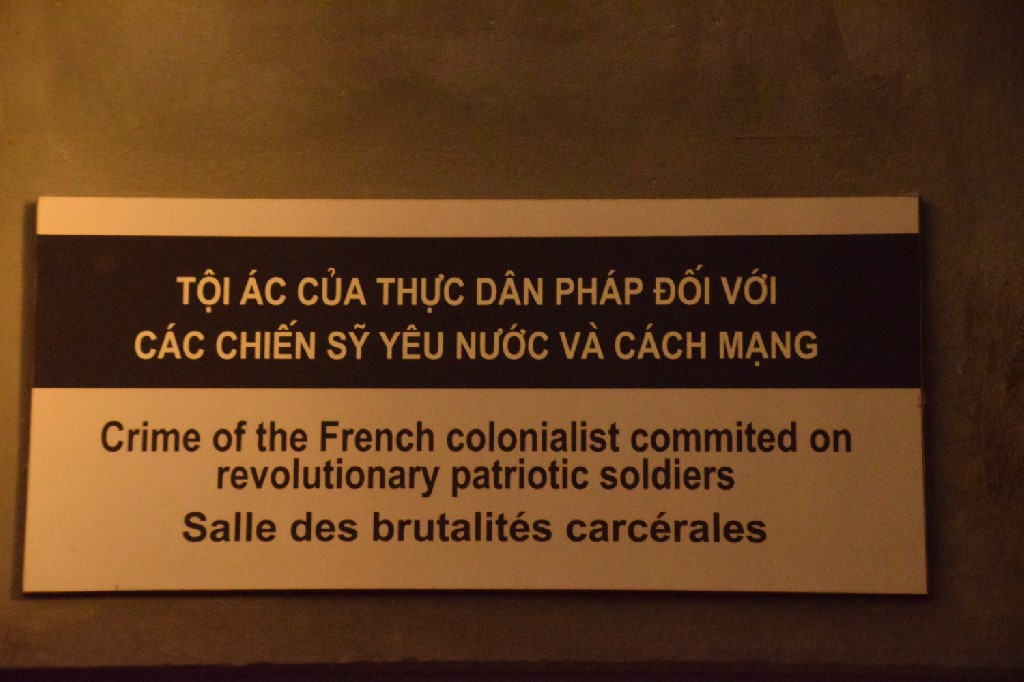 TỘI ÁC CỦA THỰC DÂN PHÁP ĐỐI VỚI
CÁC CHIẾN SỸ YÊU NƯỚC VÀ CÁCH MẠNG
Crime of the French colonialist commited on
revolutionary patriotic soldiers
Salle des brutalités carcérales